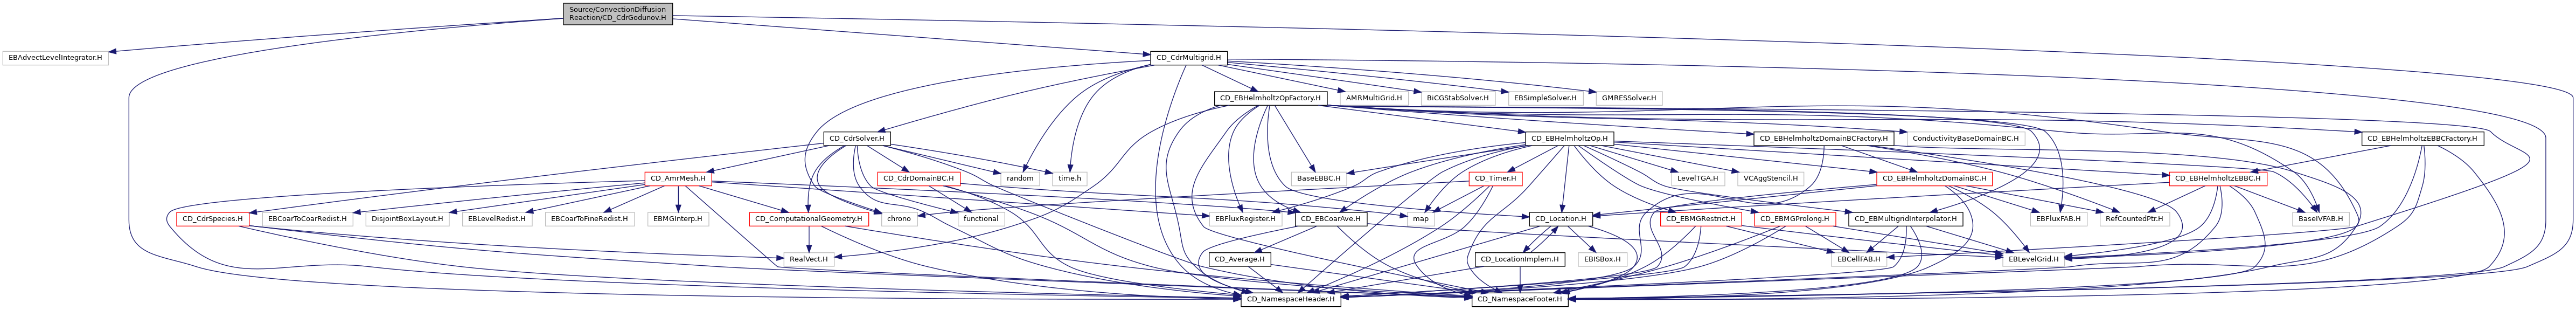 Source/ConvectionDiffusion
Reaction/CD_CdrGodunov.H
EBAdvectLevelIntegrator.H
CD_CdrMultigrid.H
CD_EBHelmholtzOpFactory.H
AMRMultiGrid.H
BiCGStabSolver.H
EBSimpleSolver.H
GMRESSolver.H
CD_CdrSolver.H
CD_EBHelmholtzOp.H
CD_EBHelmholtzDomainBCFactory.H
ConductivityBaseDomainBC.H
CD_EBHelmholtzEBBCFactory.H
CD_AmrMesh.H
CD_CdrDomainBC.H
random
time.h
BaseEBBC.H
CD_Timer.H
LevelTGA.H
VCAggStencil.H
CD_EBHelmholtzDomainBC.H
CD_EBHelmholtzEBBC.H
CD_CdrSpecies.H
EBCoarToCoarRedist.H
DisjointBoxLayout.H
EBLevelRedist.H
EBCoarToFineRedist.H
EBMGInterp.H
CD_ComputationalGeometry.H
chrono
functional
EBFluxRegister.H
CD_EBCoarAve.H
map
CD_Location.H
CD_EBMGRestrict.H
CD_EBMGProlong.H
CD_EBMultigridInterpolator.H
EBFluxFAB.H
RefCountedPtr.H
BaseIVFAB.H
RealVect.H
CD_Average.H
CD_LocationImplem.H
EBISBox.H
EBCellFAB.H
EBLevelGrid.H
CD_NamespaceHeader.H
CD_NamespaceFooter.H